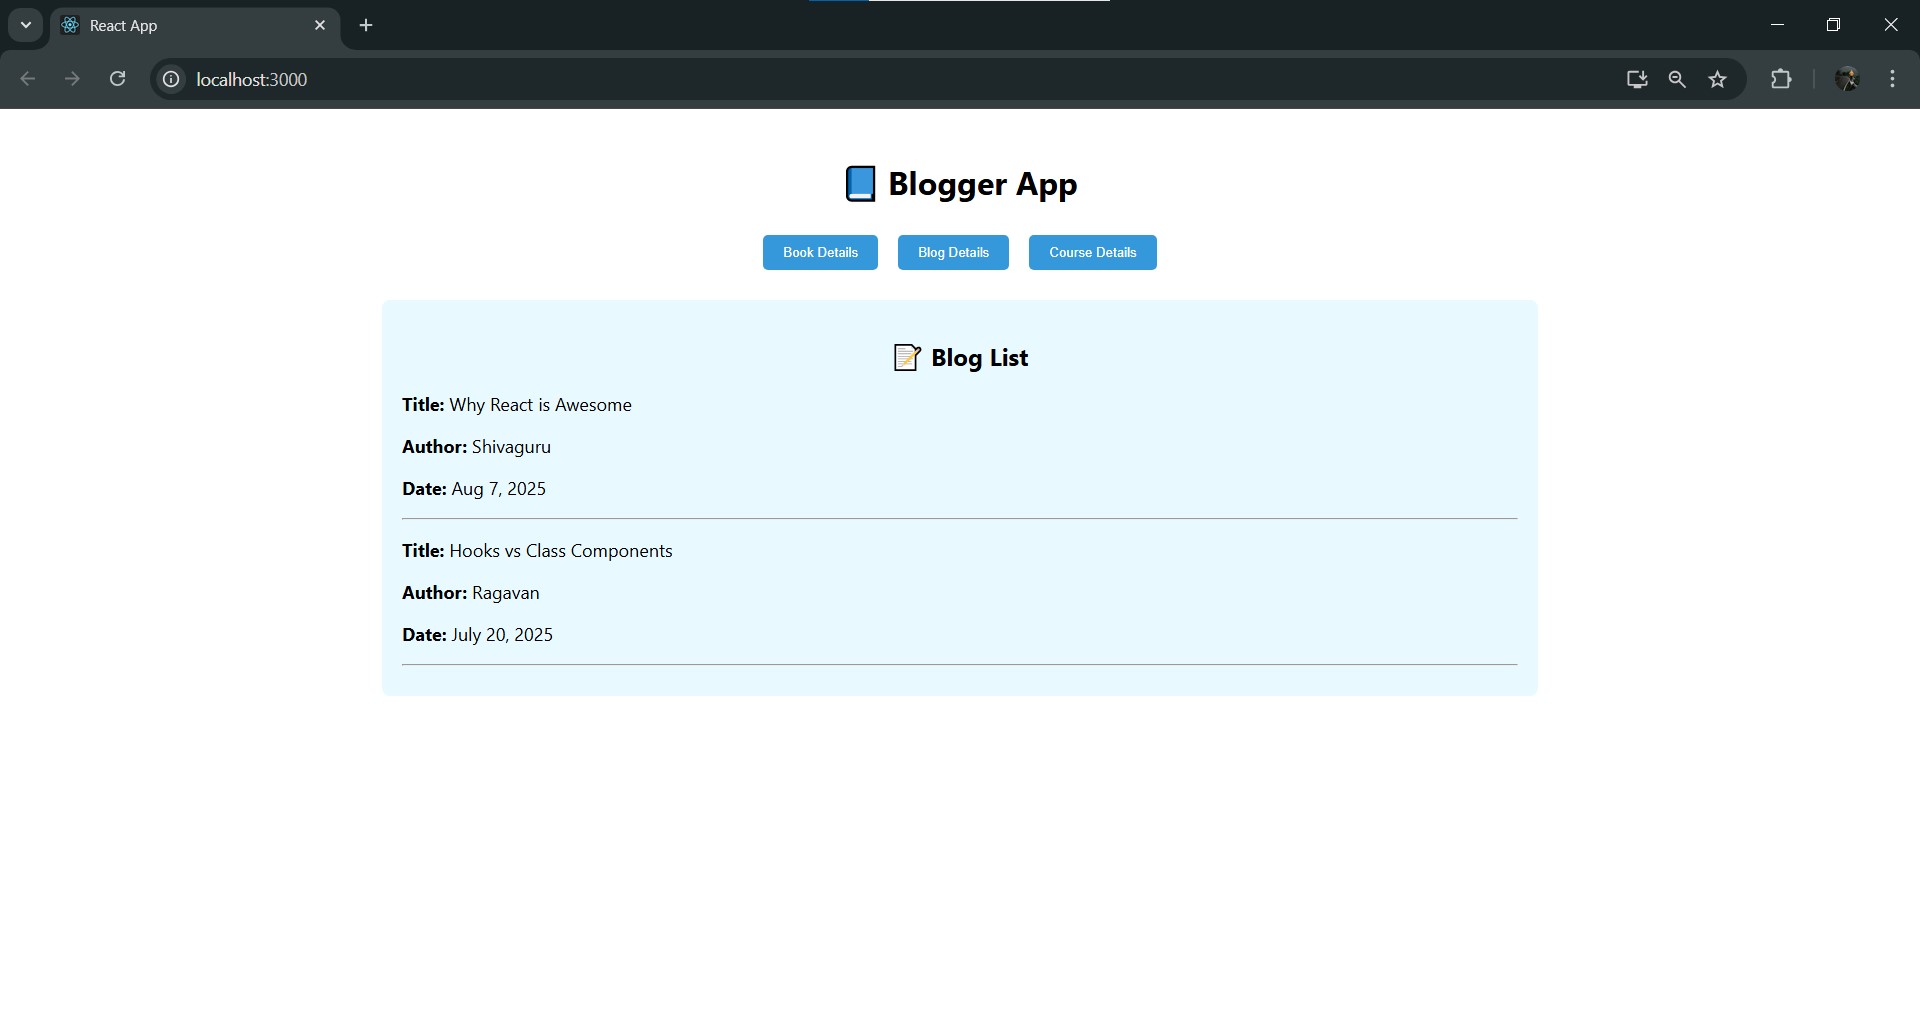 React App
localhost:3000
📘 Blogger App
Book Details
Blog Details
Course Details
📝 Blog List
Title: Why React is Awesome
Author: Shivaguru
Date: Aug 7, 2025
Title: Hooks vs Class Components
Author: Ragavan
Date: July 20, 2025